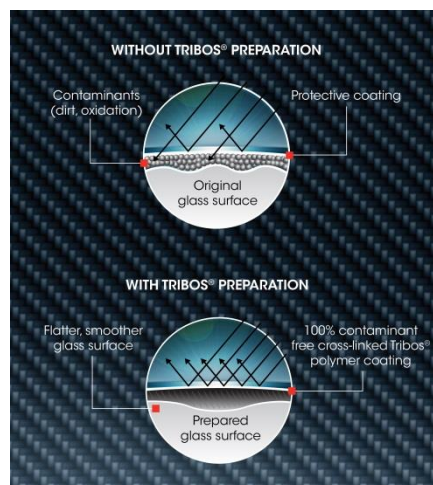 WITHOUT TRIBOS® PREPARATION
Contaminants
(dirt, oxidation)
Protective coating
Original
glass surface
WITH TRIBOS® PREPARATION
Flatter, smoother
glass surface
100% contaminant
free cross-linked Tribos®
polymer coating
Prepared
glass surface